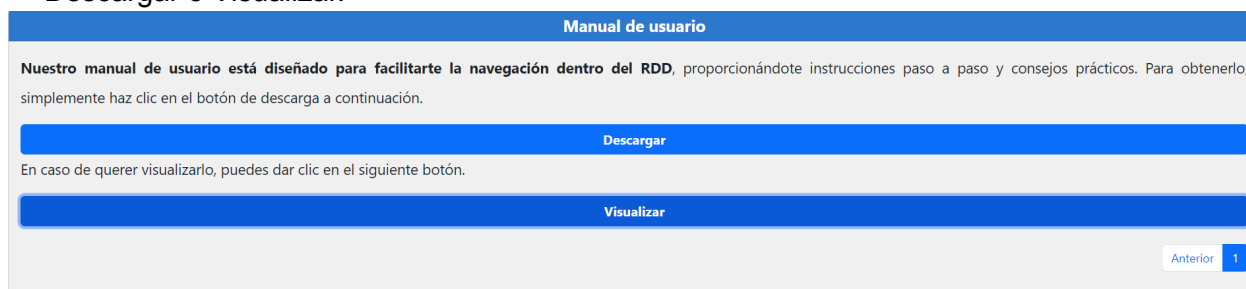 Descargar o visualizar.
Manual de usuario
Nuestro manual de usuario está diseñado para facilitarte la navegación dentro del RDD, proporcionándote instrucciones paso a paso y consejos prácticos. Para obtenerlo,
simplemente haz clic en el botón de descarga a continuación.
Descargar
En caso de querer visualizarlo, puedes dar clic en el siguiente botón.
Visualizar
Anterior 1